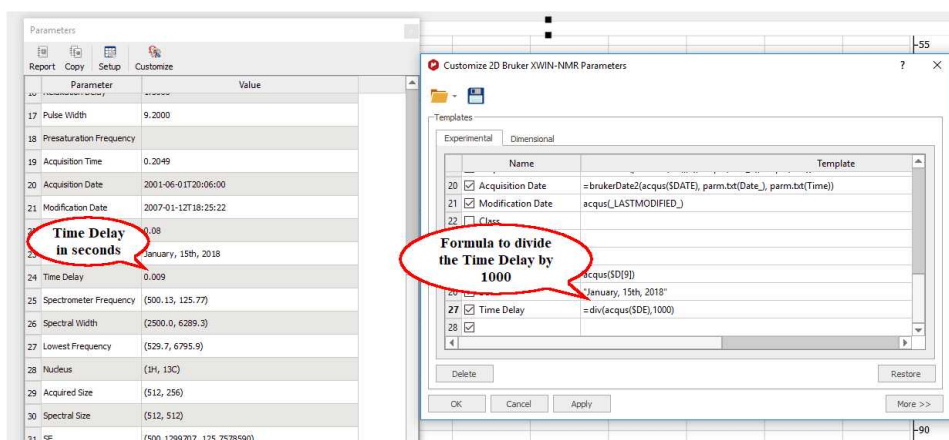 Parameters
Report Copy Setup Customize
Parameter Value
17 Pulse Width 9.2000
18 Presaturation Frequency
19 Acquisition Time 0.2049
20 Acquisition Date 2001-06-01T20:06:00
21 Modification Date 2007-01-12T18:25:22
0.08
Time Delay
in seconds
January, 15th, 2018
24 Time Delay 0.009
25 Spectrometer Frequency (500.13, 125.77)
26 Spectral Width (2500.0, 6289.3)
27 Lowest Frequency (529.7, 6795.9)
28 Nucleus (1H, 13C)
29 Acquired Size (512, 256)
30 Spectral Size (512, 512)
-55
Customize 2D Bruker XWIN-NMR Parameters ? ×
Templates
Experimental Dimensional
Name Template
20 Acquisition Date =brukerDate2(acqus($DATE), parm.txt(Date_), parm.txt(Time))
21 Modification Date acqus(_LASTMODIFIED_)
22 Class
Formula to divide
the Time Delay by
1000
acqus($D[9])
"January, 15th, 2018"
27 Time Delay =div(acqus($DE),1000)
28
Delete Restore
OK Cancel Apply More >>
-90